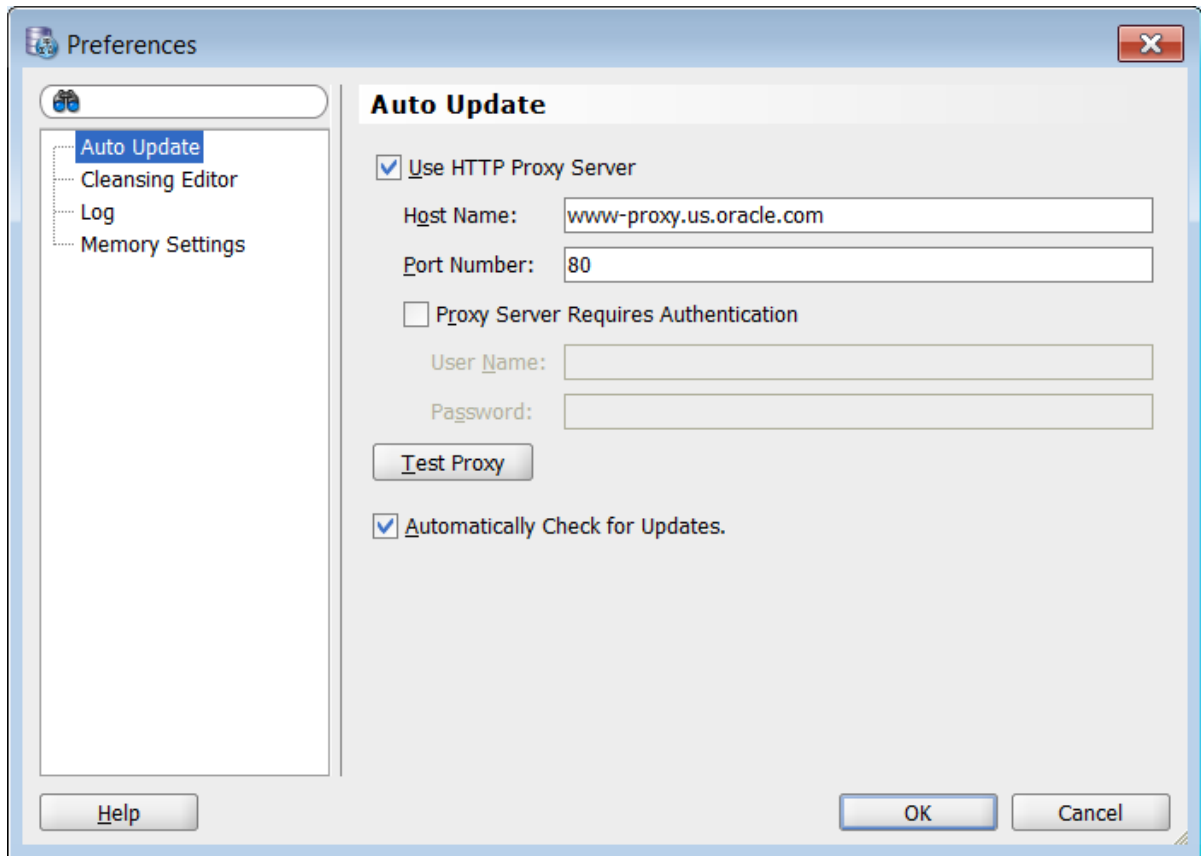 Preferences
Auto Update
Cleansing Editor
Log
Memory Settings
Auto Update
Use HTTP Proxy Server
Host Name: www-proxy.us.oracle.com
Port Number: 80
Proxy Server Requires Authentication
User Name:
Password:
Test Proxy
Automatically Check for Updates.
Help
OK
Cancel